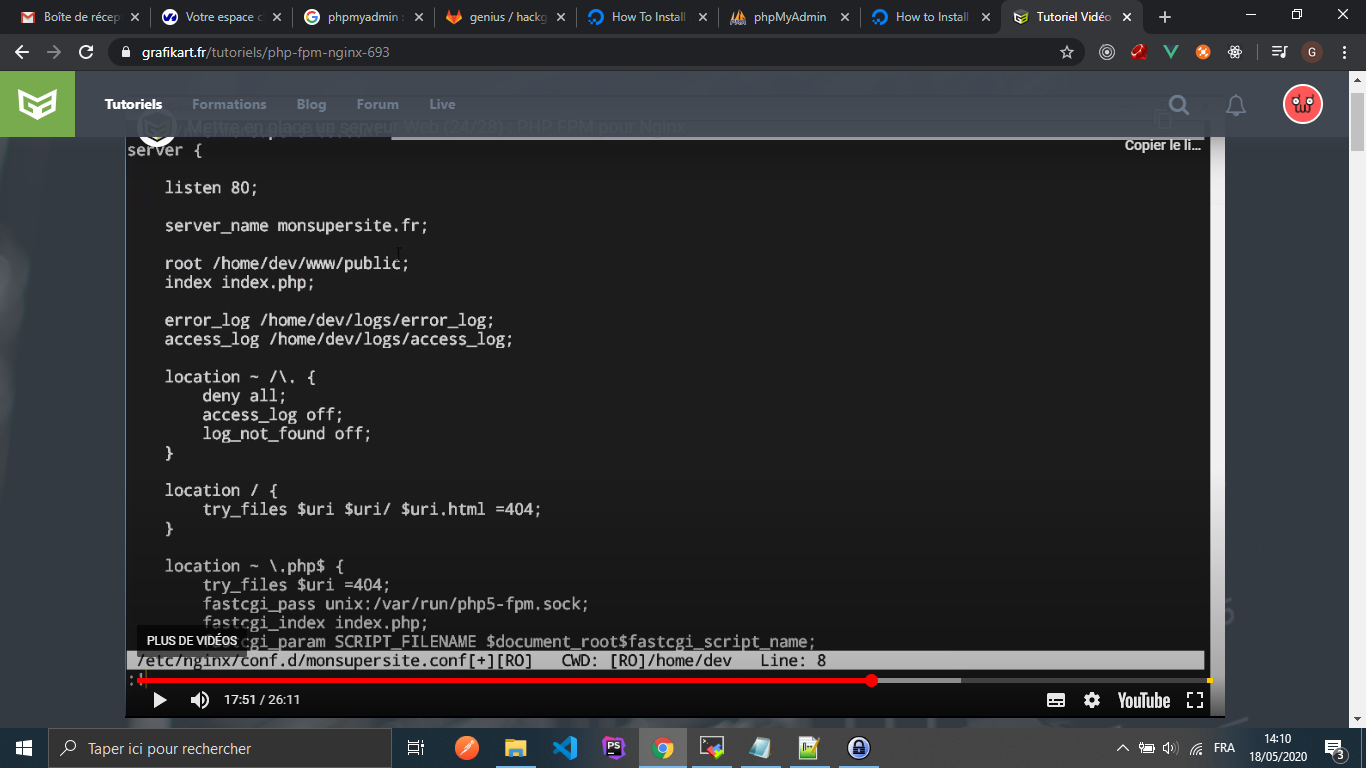 Boîte de récep
Votre espace c
phpmyadmin
genius / hackg
How To Install
phpMyAdmin
How to Install
Tutoriel Vidéo
grafikart.fr/tutoriels/php-fpm-nginx-693
G
Tutoriels
Formations
Blog
Forum
Live
Mettre en place un serveur Web (24/28) : PHP FPM pour Nginx
Copier le li…
server {
listen 80;
server_name monsupersite.fr;
root /home/dev/www/public;
index index.php;
error_log /home/dev/logs/error_log;
access_log /home/dev/logs/access_log;
location ~ /\. {
deny all;
access_log off;
log_not_found off;
}
location / {
try_files $uri $uri/ $uri.html =404;
}
location ~ \.php$ {
try_files $uri =404;
fastcgi_pass unix:/var/run/php5-fpm.sock;
fastcgi_index index.php;
PLUS DE VIDÉOS
fastcgi_param SCRIPT_FILENAME $document_root$fastcgi_script_name;
/etc/nginx/conf.d/monsupersite.conf[+][RO] CWD: [RO]/home/dev Line: 8
17:51 / 26:11
YouTube
Taper ici pour rechercher
PS
FRA
14:10
18/05/2020
3